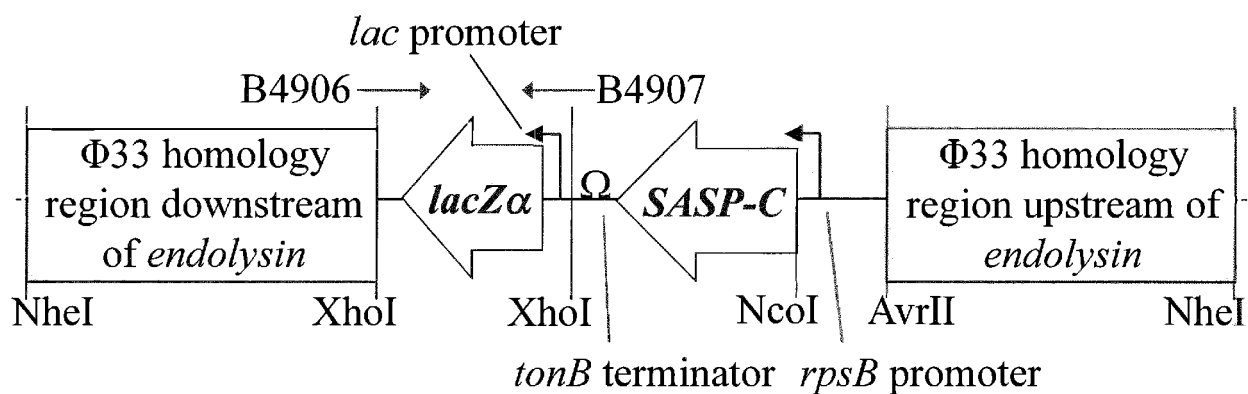 lac promoter
B4906
B4907
Φ33 homology
region downstream
of endolysin
lacZα
Ω
SASP-C
Φ33 homology
region upstream of
endolysin
NheI
XhoI
XhoI
NcoI
AvrII
NheI
tonB terminator
rpsB promoter